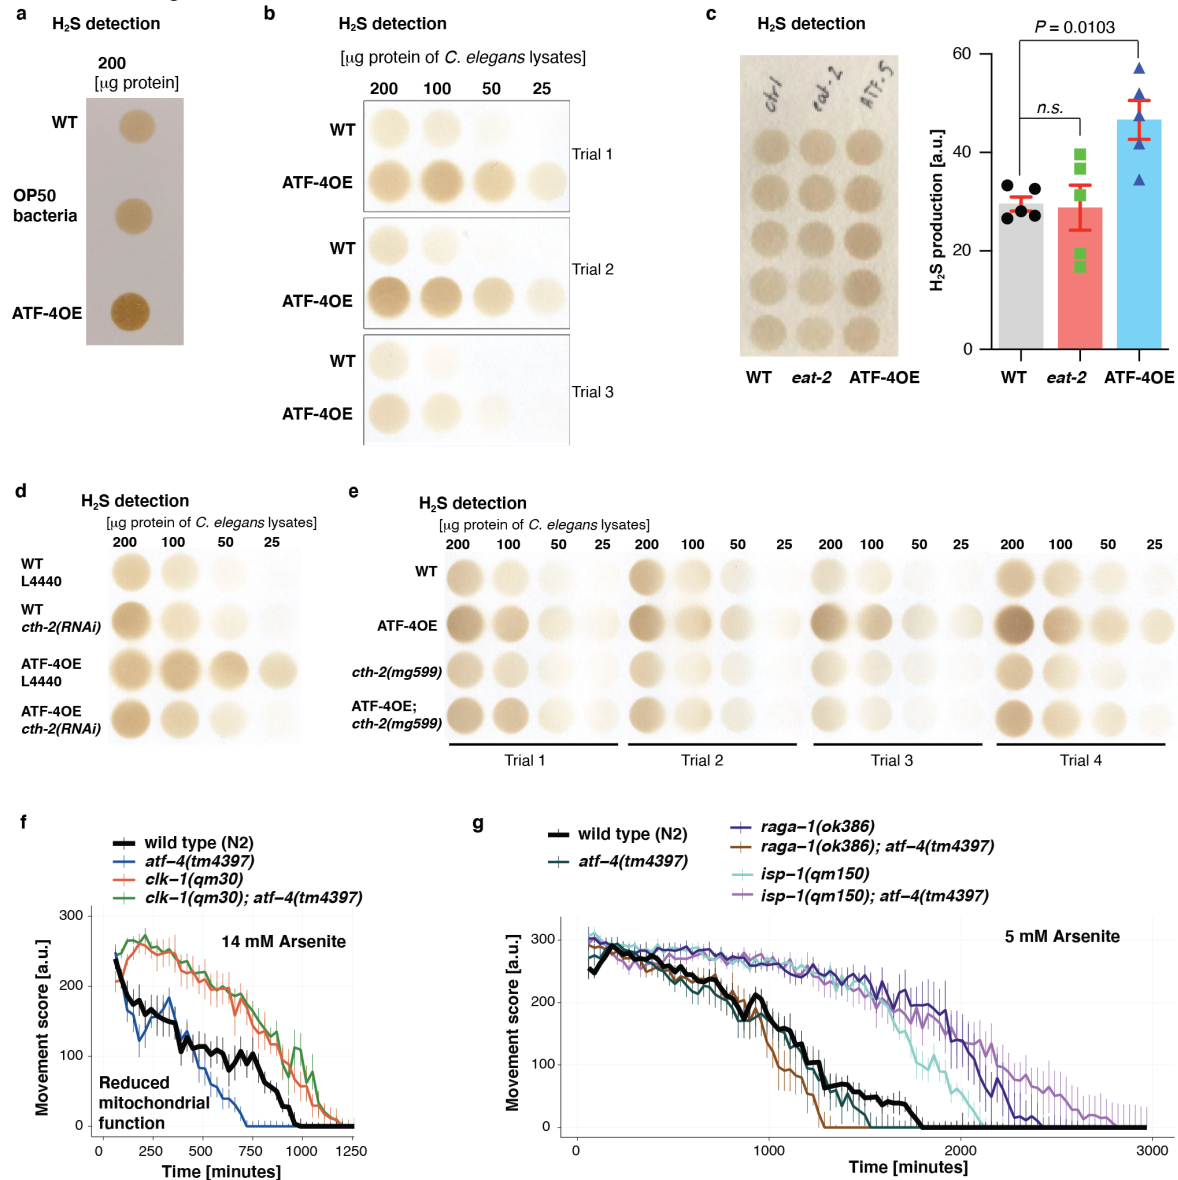 a
H₂S detection
200
[µg protein]
WT
OP50
bacteria
ATF-4OE
b
H₂S detection
[µg protein of C. elegans lysates]
200 100 50 25
WT
ATF-4OE
Trial 1
WT
ATF-4OE
Trial 2
WT
ATF-4OE
Trial 3
c
H₂S detection
ctrl eat-2 ATF-5
WT eat-2 ATF-4OE
P = 0.0103
n.s.
H₂S production [a.u.]
60
40
20
0
WT eat-2 ATF-4OE
d
H₂S detection
[µg protein of C. elegans lysates]
200 100 50 25
WT
L4440
WT
cth-2(RNAi)
ATF-4OE
L4440
ATF-4OE
cth-2(RNAi)
e
H₂S detection
[µg protein of C. elegans lysates]
200 100 50 25 200 100 50 25 200 100 50 25 200 100 50 25
WT
ATF-4OE
cth-2(mg599)
ATF-4OE;
cth-2(mg599)
Trial 1 Trial 2 Trial 3 Trial 4
f
wild type (N2)
atf–4(tm4397)
clk–1(qm30)
clk–1(qm30); atf–4(tm4397)
14 mM Arsenite
Movement score [a.u.]
300
200
100
0
Reduced
mitochondrial
function
0 250 500 750 1000 1250
Time [minutes]
g
wild type (N2)
atf–4(tm4397)
raga–1(ok386)
raga–1(ok386); atf–4(tm4397)
isp–1(qm150)
isp–1(qm150); atf–4(tm4397)
5 mM Arsenite
Movement score [a.u.]
300
200
100
0
0 1000 2000 3000
Time [minutes]